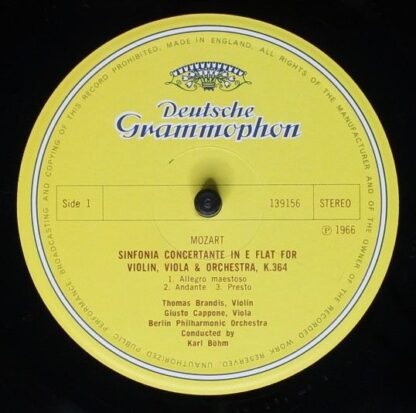 Deutsche
Grammophon
Side 1
139156
STEREO
MOZART
Ⓟ 1966
SINFONIA CONCERTANTE IN E FLAT FOR
VIOLIN, VIOLA & ORCHESTRA, K.364
1. Allegro maestoso
2. Andante 3. Presto
Thomas Brandis, Violin
Giusto Cappone, Viola
Berlin Philharmonic Orchestra
Conducted by
Karl Böhm
MADE IN ENGLAND. ALL RIGHTS OF THE MANUFACTURER AND OF THE OWNER OF THE RECORDED WORK RESERVED. UNAUTHORIZED PUBLIC PERFORMANCE, BROADCASTING AND COPYING OF THIS RECORD PROHIBITED.